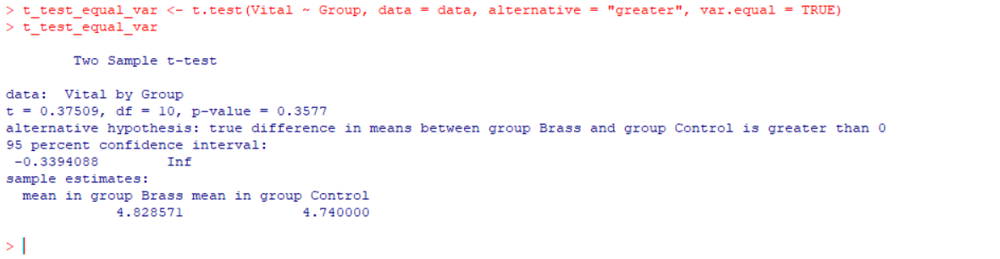 > t_test_equal_var <- t.test(Vital ~ Group, data = data, alternative = "greater", var.equal = TRUE)
> t_test_equal_var
Two Sample t-test
data:  Vital by Group
t = 0.37509, df = 10, p-value = 0.3577
alternative hypothesis: true difference in means between group Brass and group Control is greater than 0
95 percent confidence interval:
 -0.3394088        Inf
sample estimates:
  mean in group Brass mean in group Control
             4.828571              4.740000
>